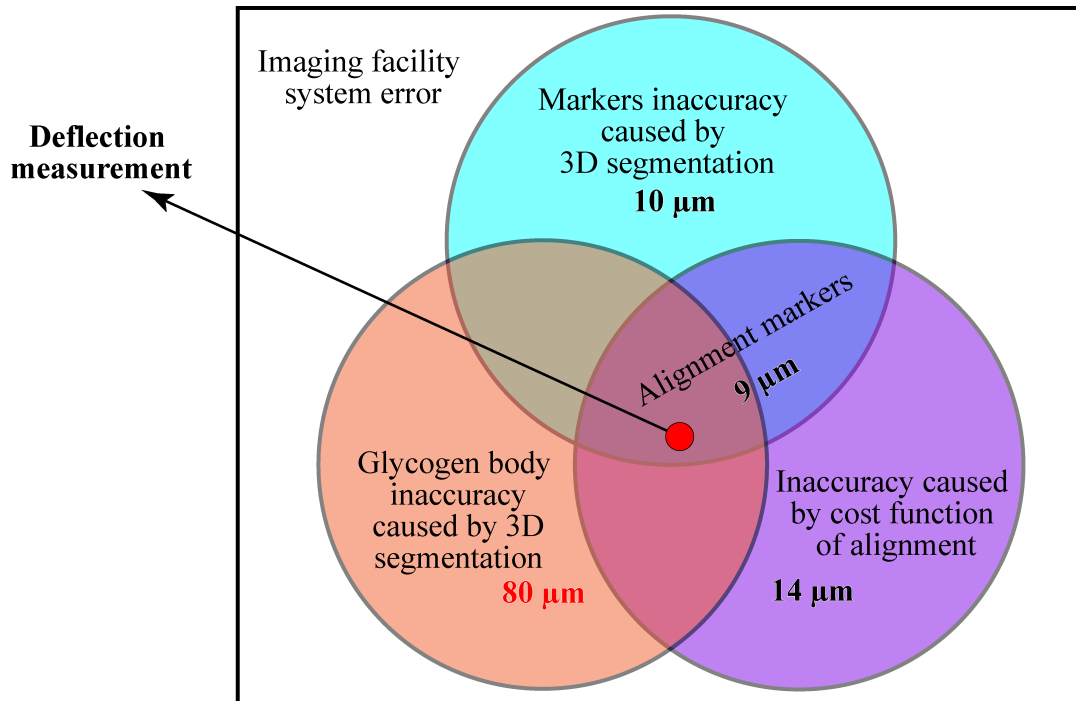 Imaging facility
system error
Deflection
measurement
Markers inaccuracy
caused by
3D segmentation
10 μm
Alignment markers
9 μm
Glycogen body
inaccuracy
caused by 3D
segmentation
80 μm
Inaccuracy caused
by cost function
of alignment
14 μm